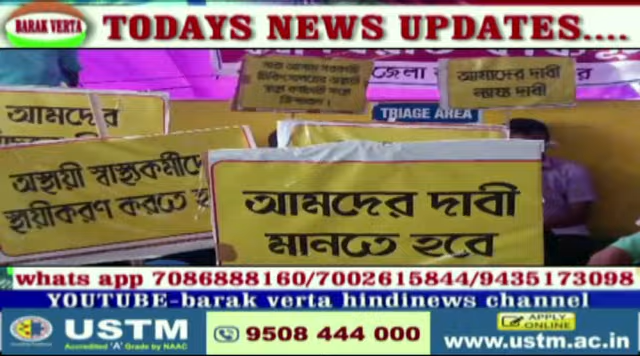 BARAK VERTA
TODAYS NEWS UPDATES....
জেলা
আমাদের দাবী
ন্যায্য দাবী
TRIAGE AREA
আমদের
অস্থায়ী স্বাস্থ্যকর্মীদে
স্থায়ীকরণ করতে হ
আমদের দাবী
মানতে হবে
whats app 7086888160/7002615844/9435173098
YOUTUBE-barak verta hindinews channel
USTM
Accredited 'A' Grade by NAAC
9508 444 000
APPLY
ONLINE
www.ustm.ac.in